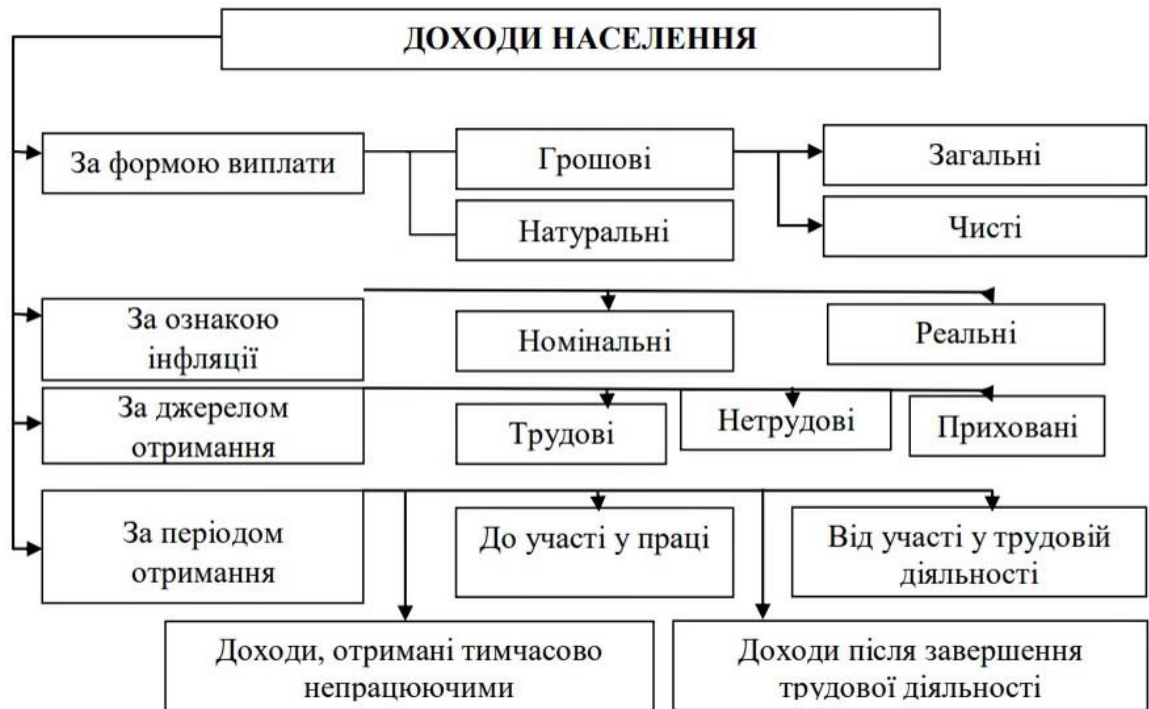 ДОХОДИ НАСЕЛЕННЯ
За формою виплати
Грошові
Загальні
Натуральні
Чисті
За ознакою
інфляції
Номінальні
Реальні
За джерелом
отримання
Трудові
Нетрудові
Приховані
За періодом
отримання
До участі у праці
Від участі у трудовій
діяльності
Доходи, отримані тимчасово
непрацюючими
Доходи після завершення
трудової діяльності